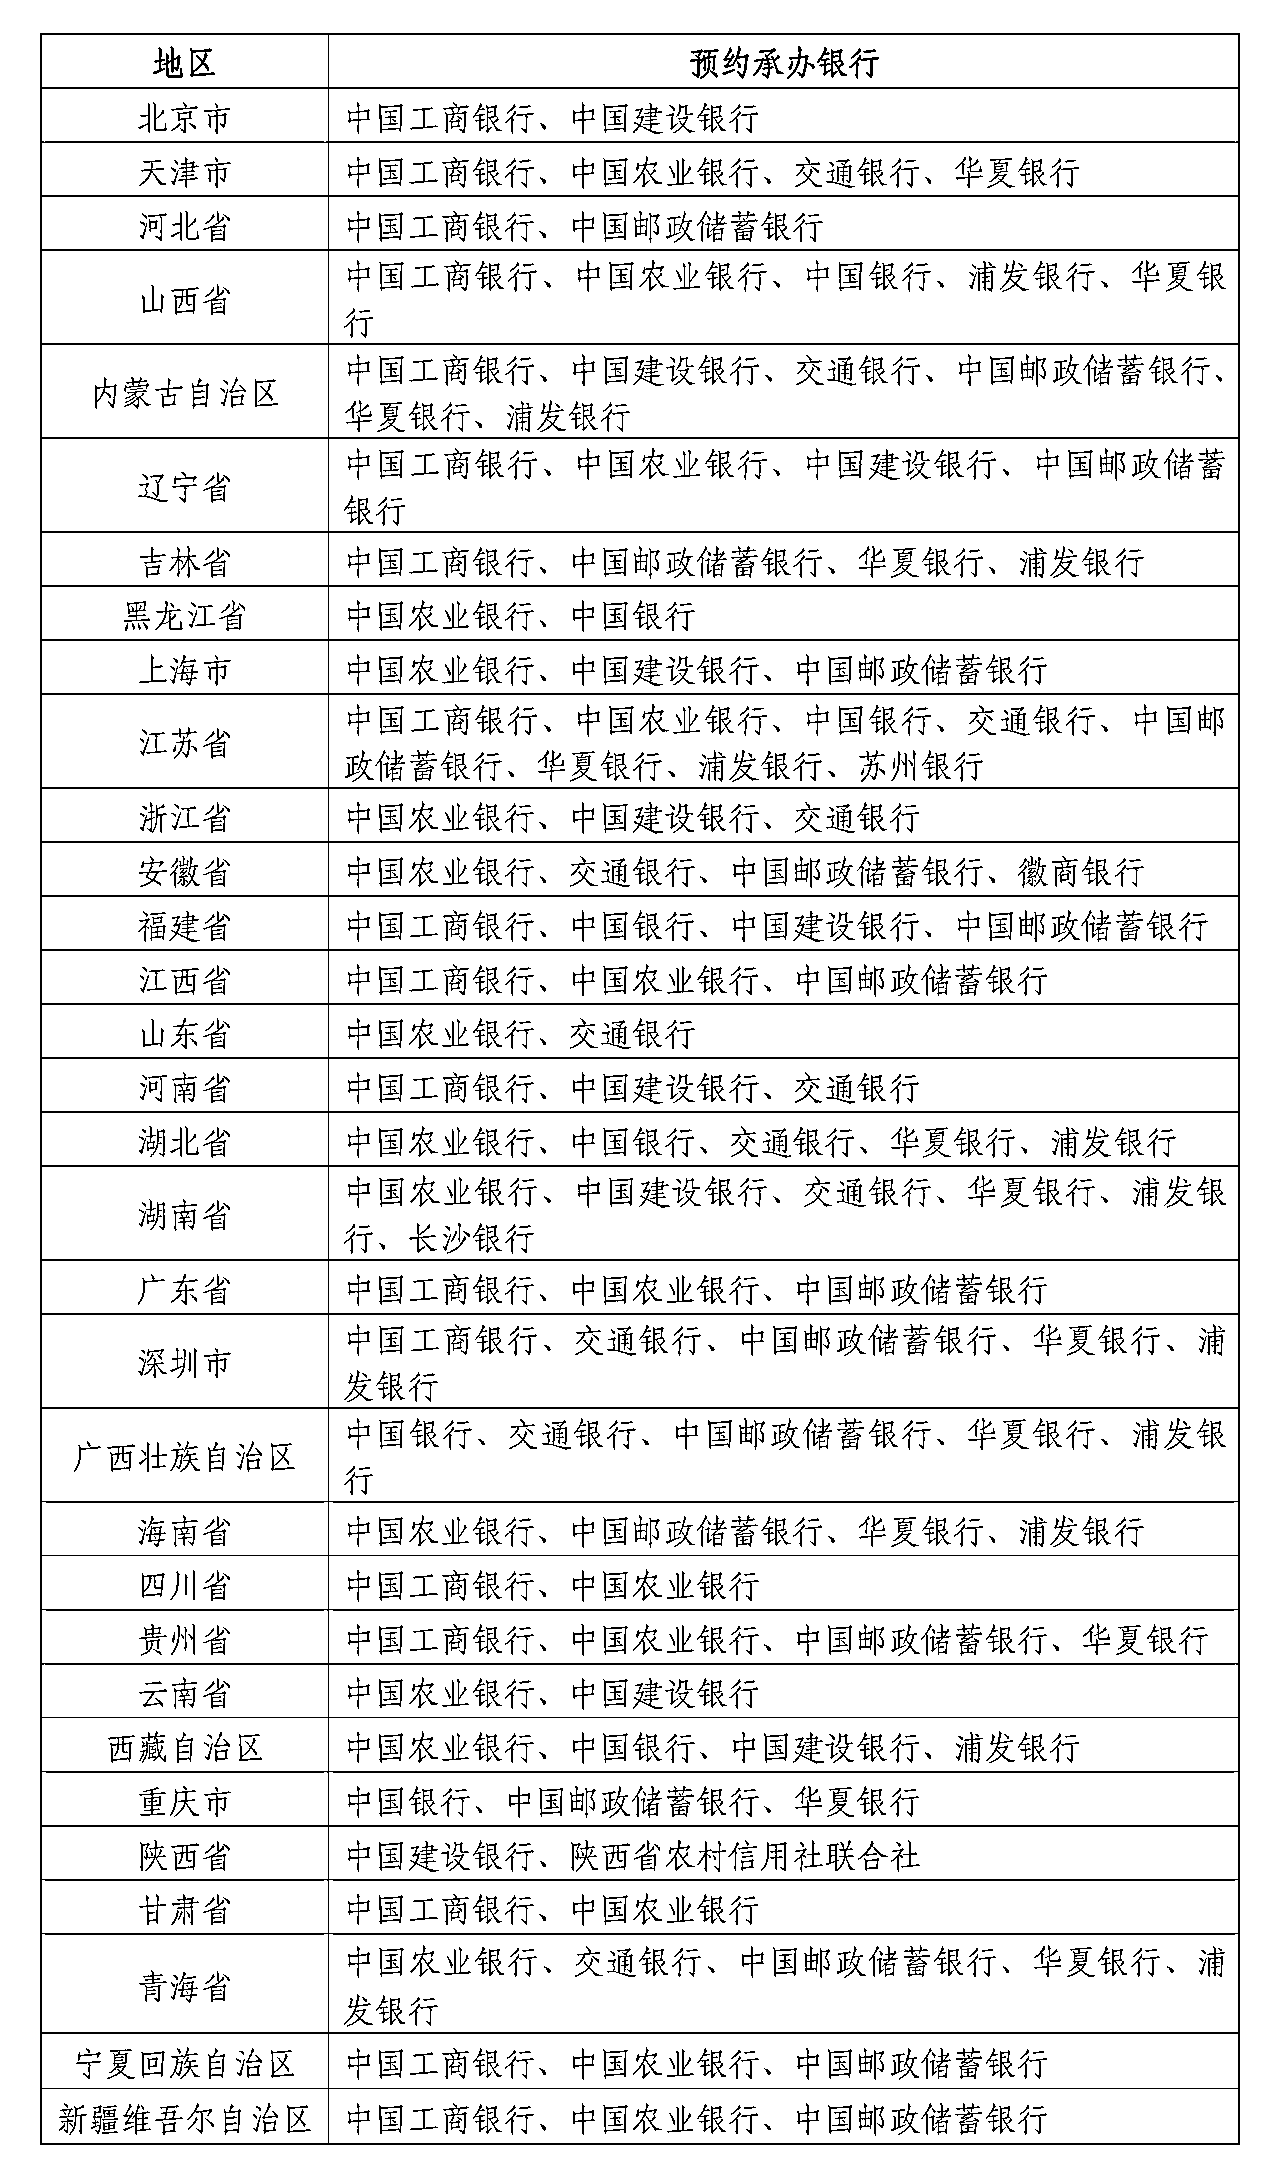 地区 预约承办银行
北京市 中国工商银行、中国建设银行
天津市 中国工商银行、中国农业银行、交通银行、华夏银行
河北省 中国工商银行、中国邮政储蓄银行
山西省 中国工商银行、中国农业银行、中国银行、浦发银行、华夏银
行
内蒙古自治区 中国工商银行、中国建设银行、交通银行、中国邮政储蓄银行、
华夏银行、浦发银行
辽宁省 中国工商银行、中国农业银行、中国建设银行、中国邮政储蓄
银行
吉林省 中国工商银行、中国邮政储蓄银行、华夏银行、浦发银行
黑龙江省 中国农业银行、中国银行
上海市 中国农业银行、中国建设银行、中国邮政储蓄银行
江苏省 中国工商银行、中国农业银行、中国银行、交通银行、中国邮
政储蓄银行、华夏银行、浦发银行、苏州银行
浙江省 中国农业银行、中国建设银行、交通银行
安徽省 中国农业银行、交通银行、中国邮政储蓄银行、徽商银行
福建省 中国工商银行、中国银行、中国建设银行、中国邮政储蓄银行
江西省 中国工商银行、中国农业银行、中国邮政储蓄银行
山东省 中国农业银行、交通银行
河南省 中国工商银行、中国建设银行、交通银行
湖北省 中国农业银行、中国银行、交通银行、华夏银行、浦发银行
湖南省 中国农业银行、中国建设银行、交通银行、华夏银行、浦发银
行、长沙银行
广东省 中国工商银行、中国农业银行、中国邮政储蓄银行
深圳市 中国工商银行、交通银行、中国邮政储蓄银行、华夏银行、浦
发银行
广西壮族自治区 中国银行、交通银行、中国邮政储蓄银行、华夏银行、浦发银
行
海南省 中国农业银行、中国邮政储蓄银行、华夏银行、浦发银行
四川省 中国工商银行、中国农业银行
贵州省 中国工商银行、中国农业银行、中国邮政储蓄银行、华夏银行
云南省 中国农业银行、中国建设银行
西藏自治区 中国农业银行、中国银行、中国建设银行、浦发银行
重庆市 中国银行、中国邮政储蓄银行、华夏银行
陕西省 中国建设银行、陕西省农村信用社联合社
甘肃省 中国工商银行、中国农业银行
青海省 中国农业银行、交通银行、中国邮政储蓄银行、华夏银行、浦
发银行
宁夏回族自治区 中国工商银行、中国农业银行、中国邮政储蓄银行
新疆维吾尔自治区 中国工商银行、中国农业银行、中国邮政储蓄银行